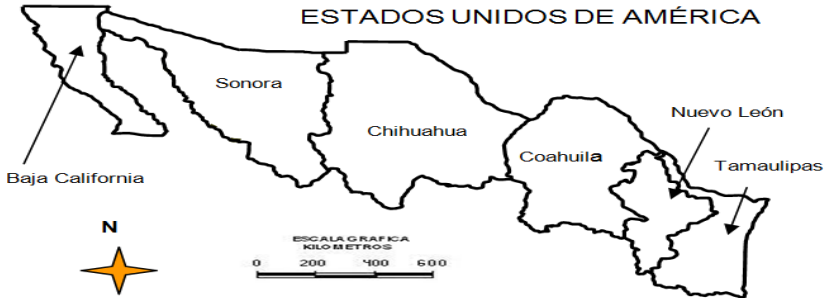 ESTADOS UNIDOS DE AMÉRICA
Sonora
Nuevo León
Chihuahua
Coahuila
Tamaulipas
Baja California
N
ESCALA GRAFICA
KILOMETROS
0 200 400 600